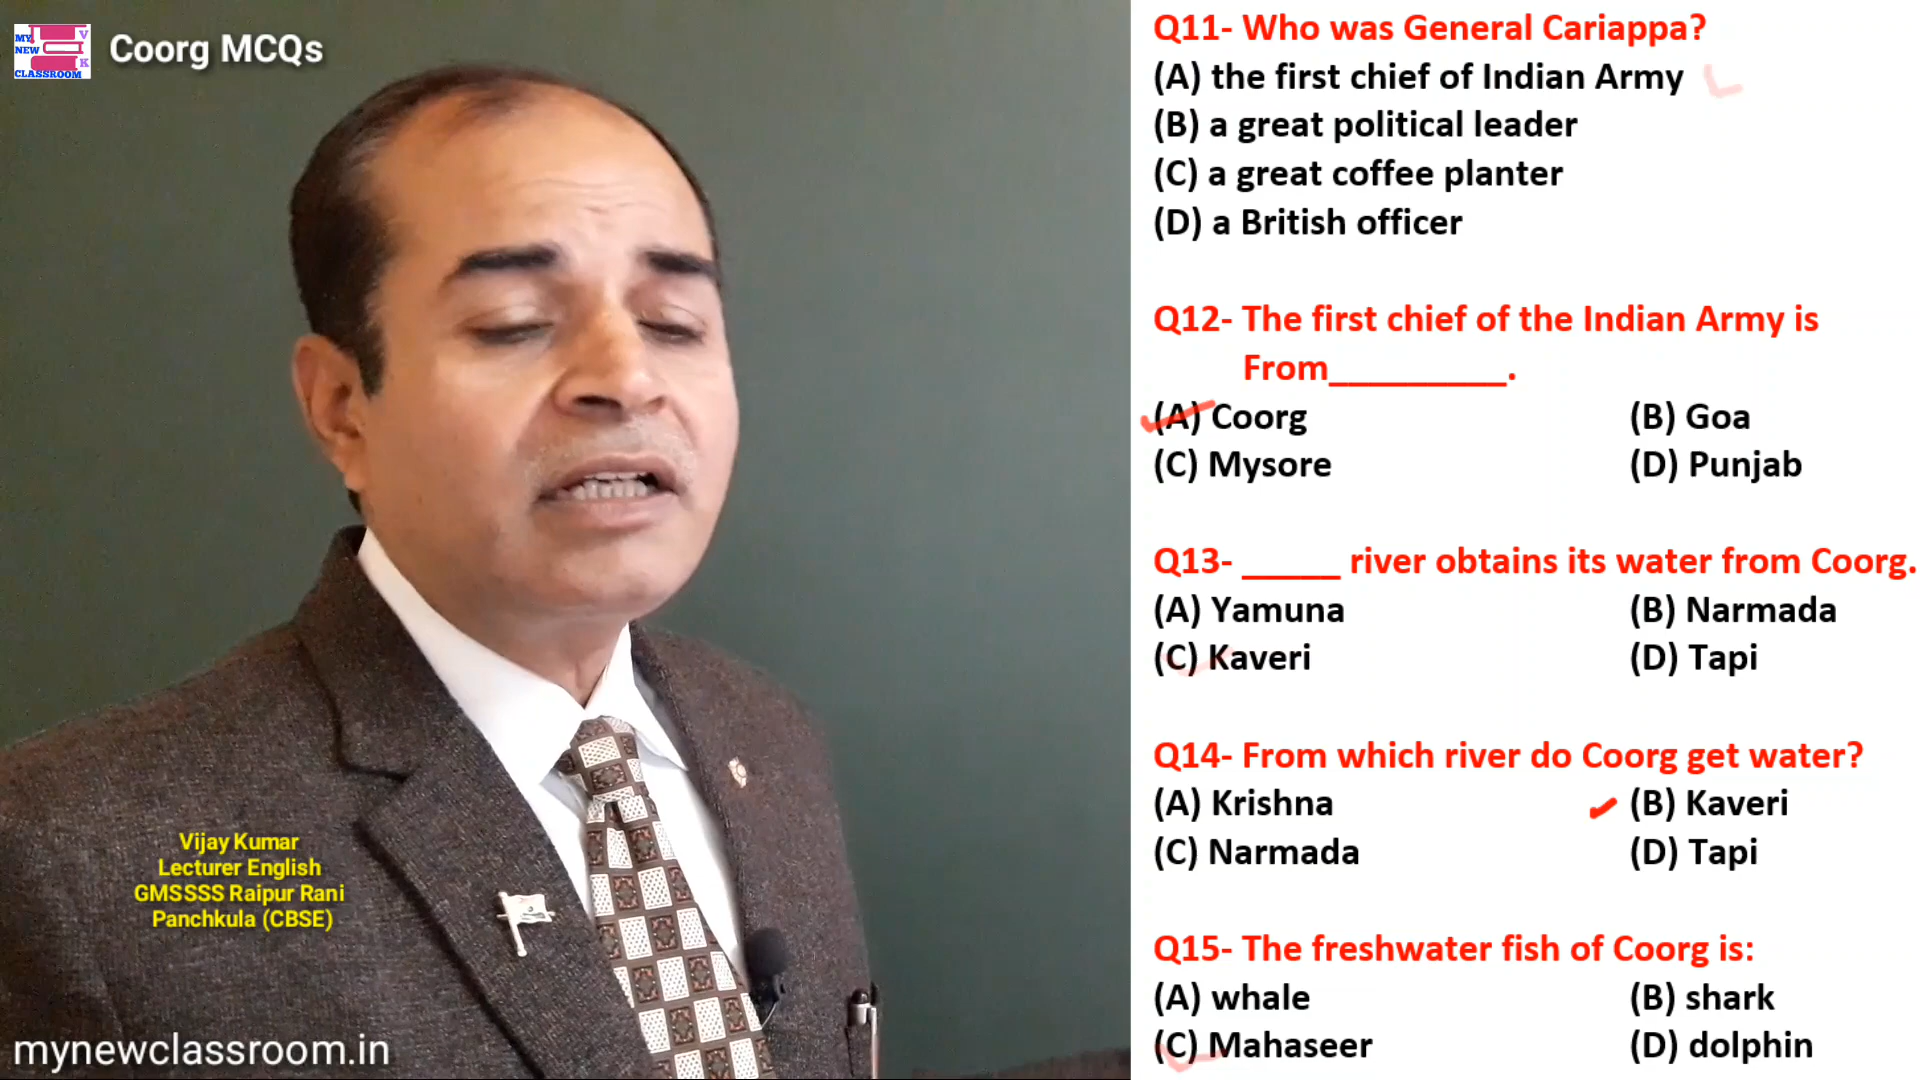 MY
NEW
V
K
CLASSROOM
Coorg MCQs
Q11- Who was General Cariappa?
(A) the first chief of Indian Army
(B) a great political leader
(C) a great coffee planter
(D) a British officer
Q12- The first chief of the Indian Army is
From_________.
(A) Coorg (B) Goa
(C) Mysore (D) Punjab
Q13- _____ river obtains its water from Coorg.
(A) Yamuna (B) Narmada
(C) Kaveri (D) Tapi
Q14- From which river do Coorg get water?
(A) Krishna (B) Kaveri
(C) Narmada (D) Tapi
Q15- The freshwater fish of Coorg is:
(A) whale (B) shark
(C) Mahaseer (D) dolphin
Vijay Kumar
Lecturer English
GMSSSS Raipur Rani
Panchkula (CBSE)
mynewclassroom.in